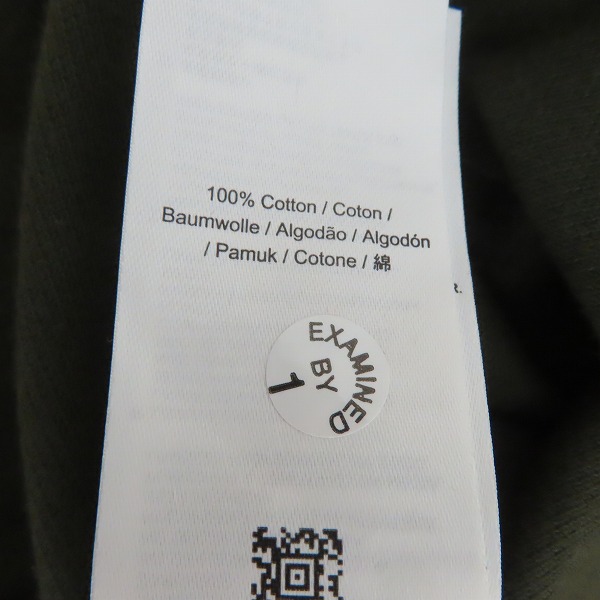 100% Cotton / Coton /
Baumwolle / Algodão / Algodón
/ Pamuk / Cotone / 綿
R.
EXAMINED
BY
1